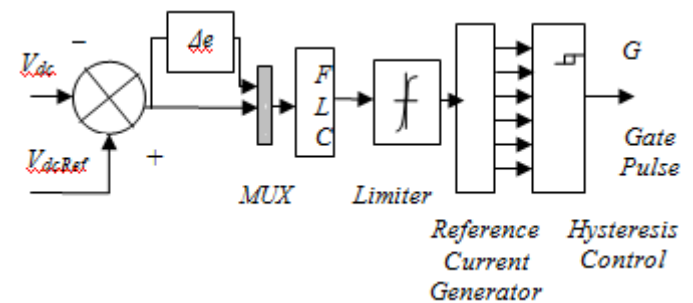 Δe
−
V_dc
V_dcRef
+
F
L
C
G
Gate
Pulse
MUX
Limiter
Reference
Current
Generator
Hysteresis
Control